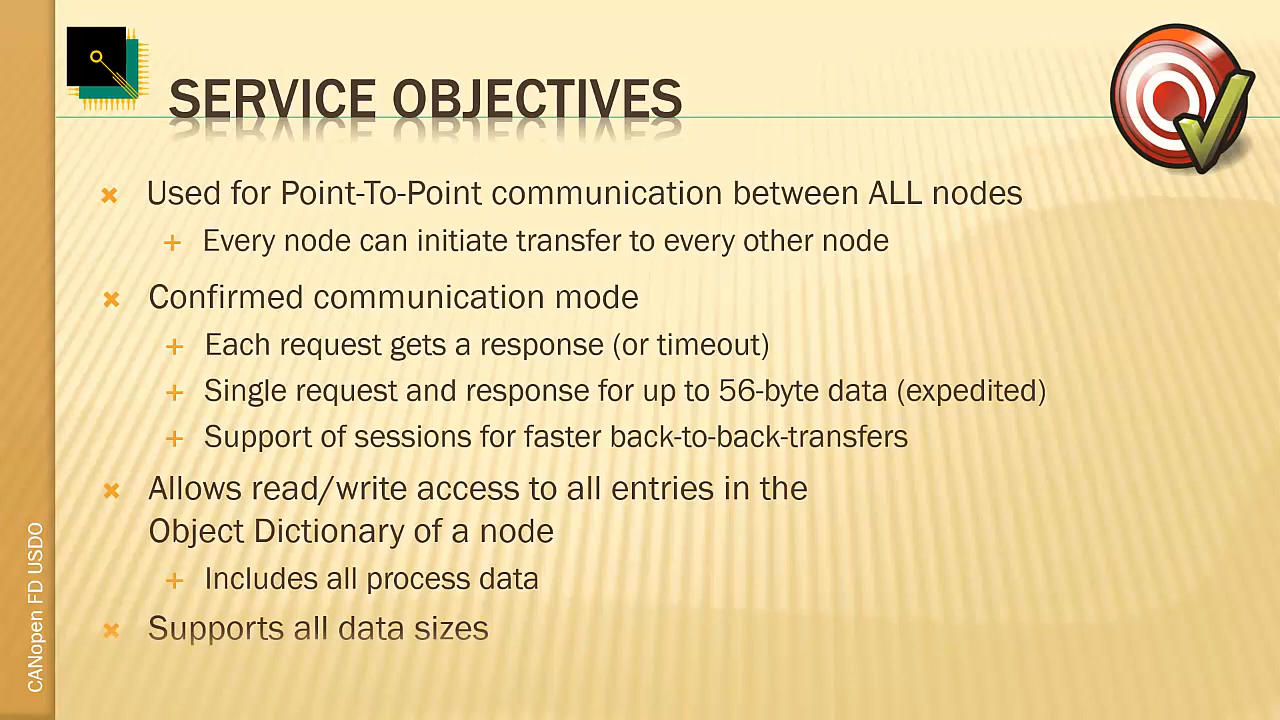 SERVICE OBJECTIVES
Used for Point-To-Point communication between ALL nodes
Every node can initiate transfer to every other node
Confirmed communication mode
Each request gets a response (or timeout)
Single request and response for up to 56-byte data (expedited)
Support of sessions for faster back-to-back-transfers
Allows read/write access to all entries in the
Object Dictionary of a node
Includes all process data
Supports all data sizes
CANopen FD USDO